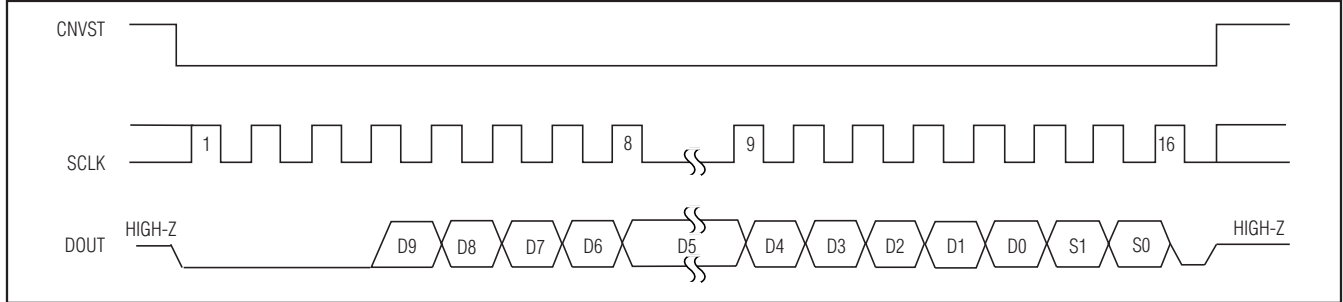 CNVST
1 8 9 16
SCLK
HIGH-Z HIGH-Z
DOUT D9 D8 D7 D6 D5 D4 D3 D2 D1 D0 S1 S0